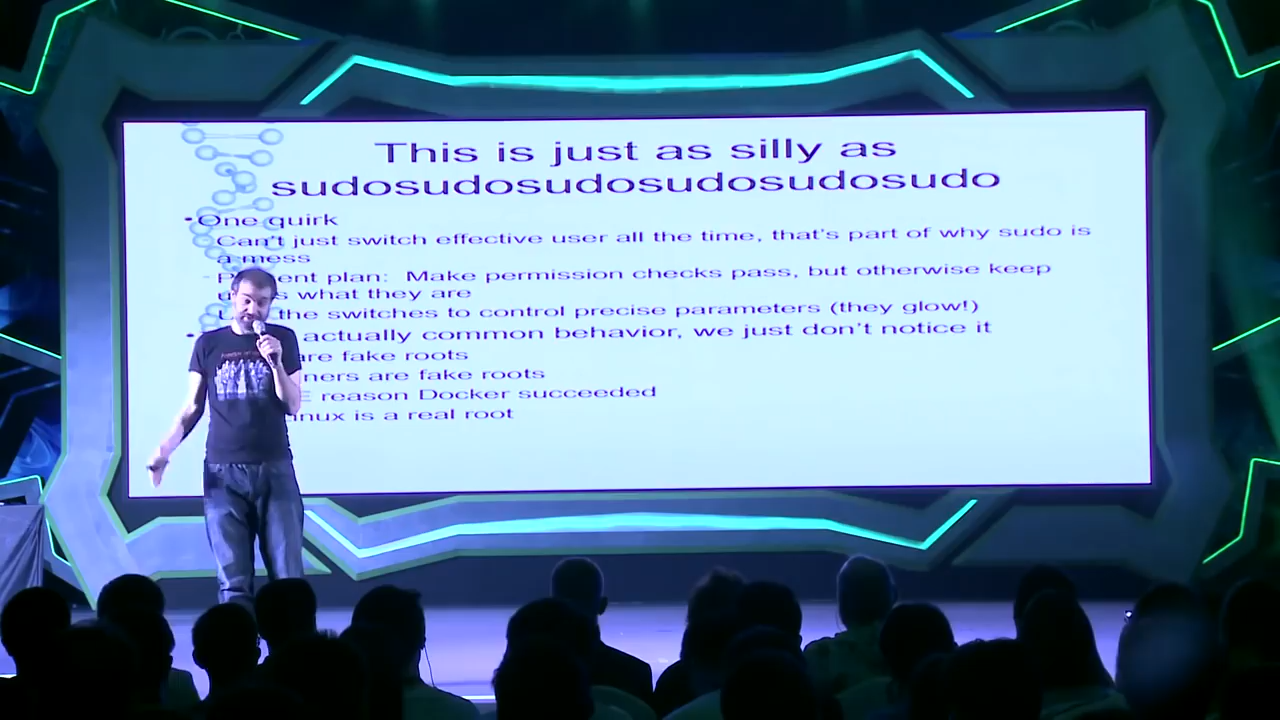 This is just as silly as
sudosudosudosudosudosudo
•One quirk
Can't just switch effective user all the time, that's part of why sudo is
a mess
- plan: Make permission checks pass, but otherwise keep
what they are
the switches to control precise parameters (they glow!)
• actually common behavior, we just don't notice it
are fake roots
are fake roots
reason Docker succeeded
is a real root